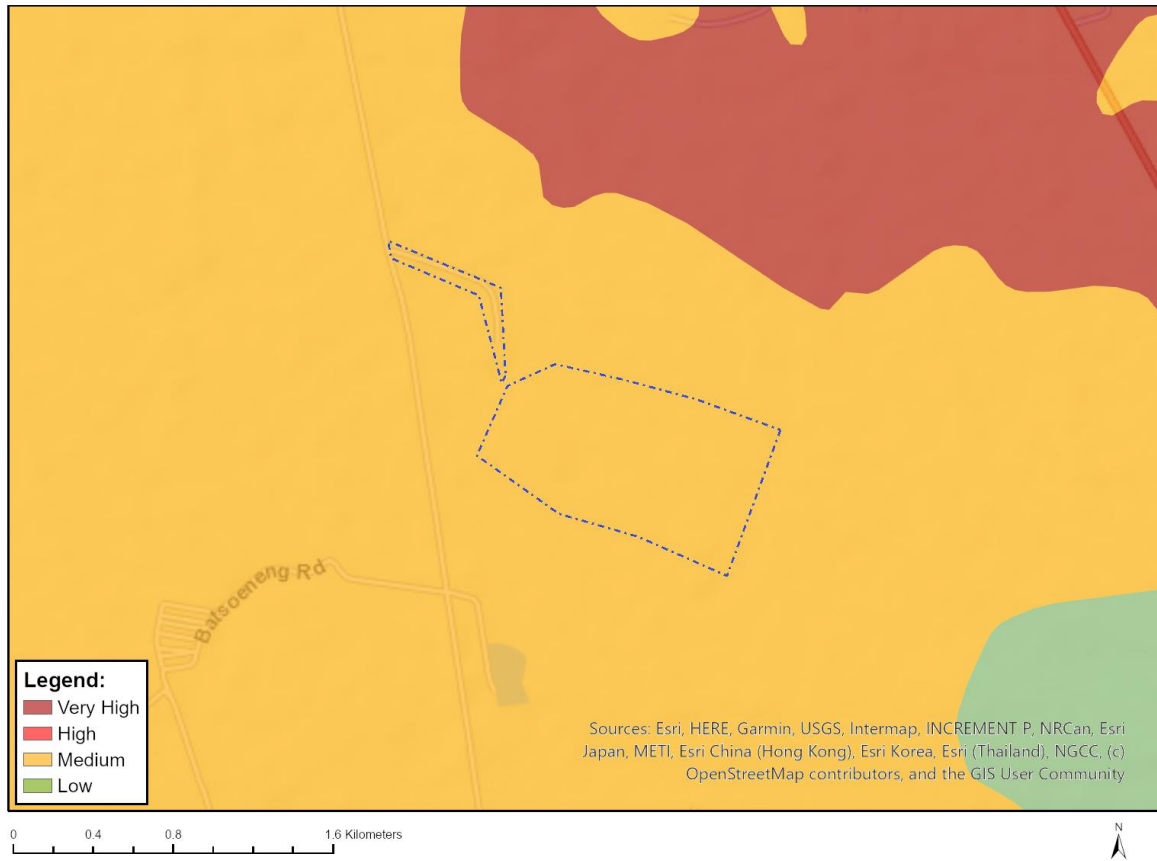 Batsoeneng Rd
Legend:
Very High
High
Medium
Low
Sources: Esri, HERE, Garmin, USGS, Intermap, INCREMENT P, NRCan, Esri
Japan, METI, Esri China (Hong Kong), Esri Korea, Esri (Thailand), NGCC, (c)
OpenStreetMap contributors, and the GIS User Community
0 0.4 0.8 1.6 Kilometers
N